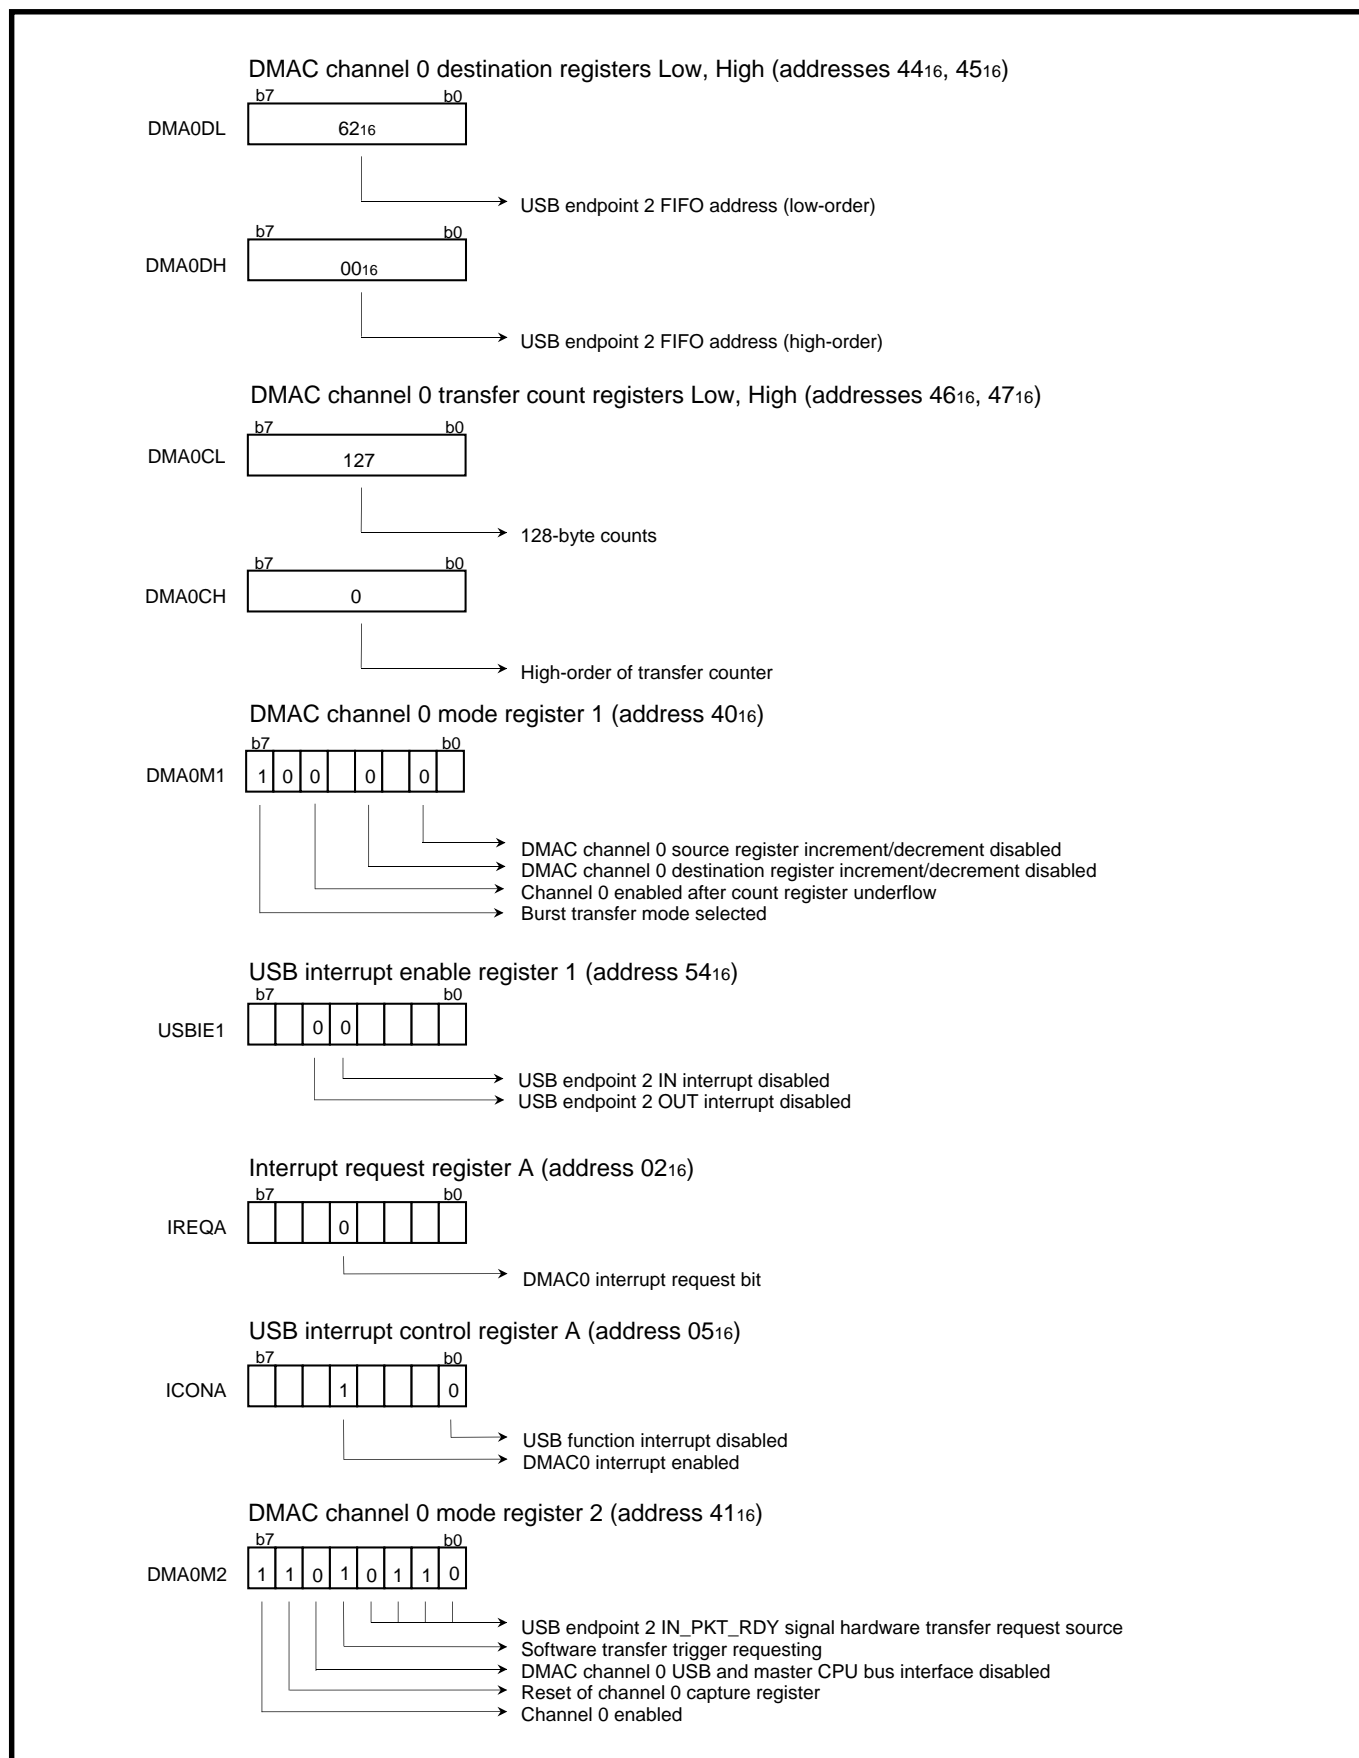 DMAC channel 0 destination registers Low, High (addresses 4416, 4516)
b7 b0
DMA0DL 6216
USB endpoint 2 FIFO address (low-order)
b7 b0
DMA0DH 0016
USB endpoint 2 FIFO address (high-order)
DMAC channel 0 transfer count registers Low, High (addresses 4616, 4716)
b7 b0
DMA0CL 127
128-byte counts
b7 b0
DMA0CH 0
High-order of transfer counter
DMAC channel 0 mode register 1 (address 4016)
b7 b0
DMA0M1 1 0 0 0 0
DMAC channel 0 source register increment/decrement disabled
DMAC channel 0 destination register increment/decrement disabled
Channel 0 enabled after count register underflow
Burst transfer mode selected
USB interrupt enable register 1 (address 5416)
b7 b0
USBIE1 0 0
USB endpoint 2 IN interrupt disabled
USB endpoint 2 OUT interrupt disabled
Interrupt request register A (address 0216)
b7 b0
IREQA 0
DMAC0 interrupt request bit
USB interrupt control register A (address 0516)
b7 b0
ICONA 1 0
USB function interrupt disabled
DMAC0 interrupt enabled
DMAC channel 0 mode register 2 (address 4116)
b7 b0
DMA0M2 1 1 0 1 0 1 1 0
USB endpoint 2 IN_PKT_RDY signal hardware transfer request source
Software transfer trigger requesting
DMAC channel 0 USB and master CPU bus interface disabled
Reset of channel 0 capture register
Channel 0 enabled